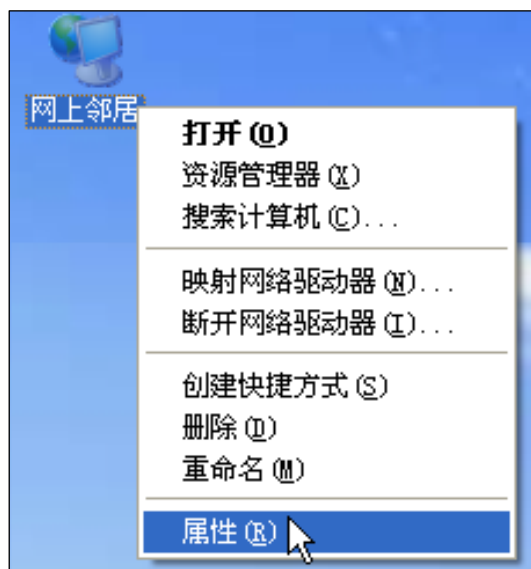 网上邻居
打开(O)
资源管理器(X)
搜索计算机(C)...
映射网络驱动器(N)...
断开网络驱动器(I)...
创建快捷方式(S)
删除(D)
重命名(M)
属性(R)